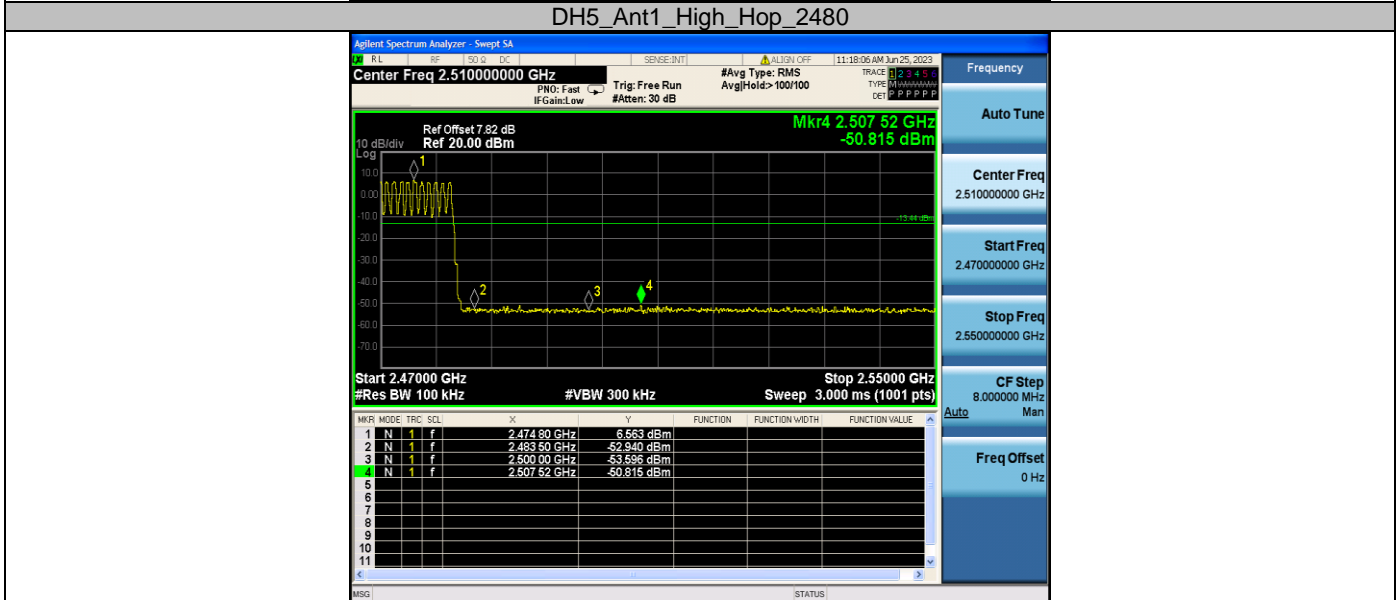 DH5_Ant1_High_Hop_2480
Agilent Spectrum Analyzer - Swept SA
RL RF 50 Ω DC SENSE:INT ALIGN OFF 11:18:06 AM Jun 25, 2023
Center Freq 2.510000000 GHz #Avg Type: RMS TRACE 1 2 3 4 5 6
PNO: Fast Trig: Free Run Avg|Hold:>100/100 TYPE M
IFGain:Low #Atten: 30 dB DET P P P P P P
Mkr4 2.507 52 GHz
-50.815 dBm
Ref Offset 7.82 dB
10 dB/div Ref 20.00 dBm
Log
10.0
0.00
-10.0
-13.44 dBm
-20.0
-30.0
-40.0
-50.0
-60.0
-70.0
1
2
3
4
Start 2.47000 GHz Stop 2.55000 GHz
#Res BW 100 kHz #VBW 300 kHz Sweep 3.000 ms (1001 pts)
MKR MODE TRC SCL X Y FUNCTION FUNCTION WIDTH FUNCTION VALUE
1 N 1 f 2.474 80 GHz 6.563 dBm
2 N 1 f 2.483 50 GHz -52.940 dBm
3 N 1 f 2.500 00 GHz -53.596 dBm
4 N 1 f 2.507 52 GHz -50.815 dBm
5
6
7
8
9
10
11
MSG STATUS
Frequency
Auto Tune
Center Freq
2.510000000 GHz
Start Freq
2.470000000 GHz
Stop Freq
2.550000000 GHz
CF Step
8.000000 MHz
Auto Man
Freq Offset
0 Hz